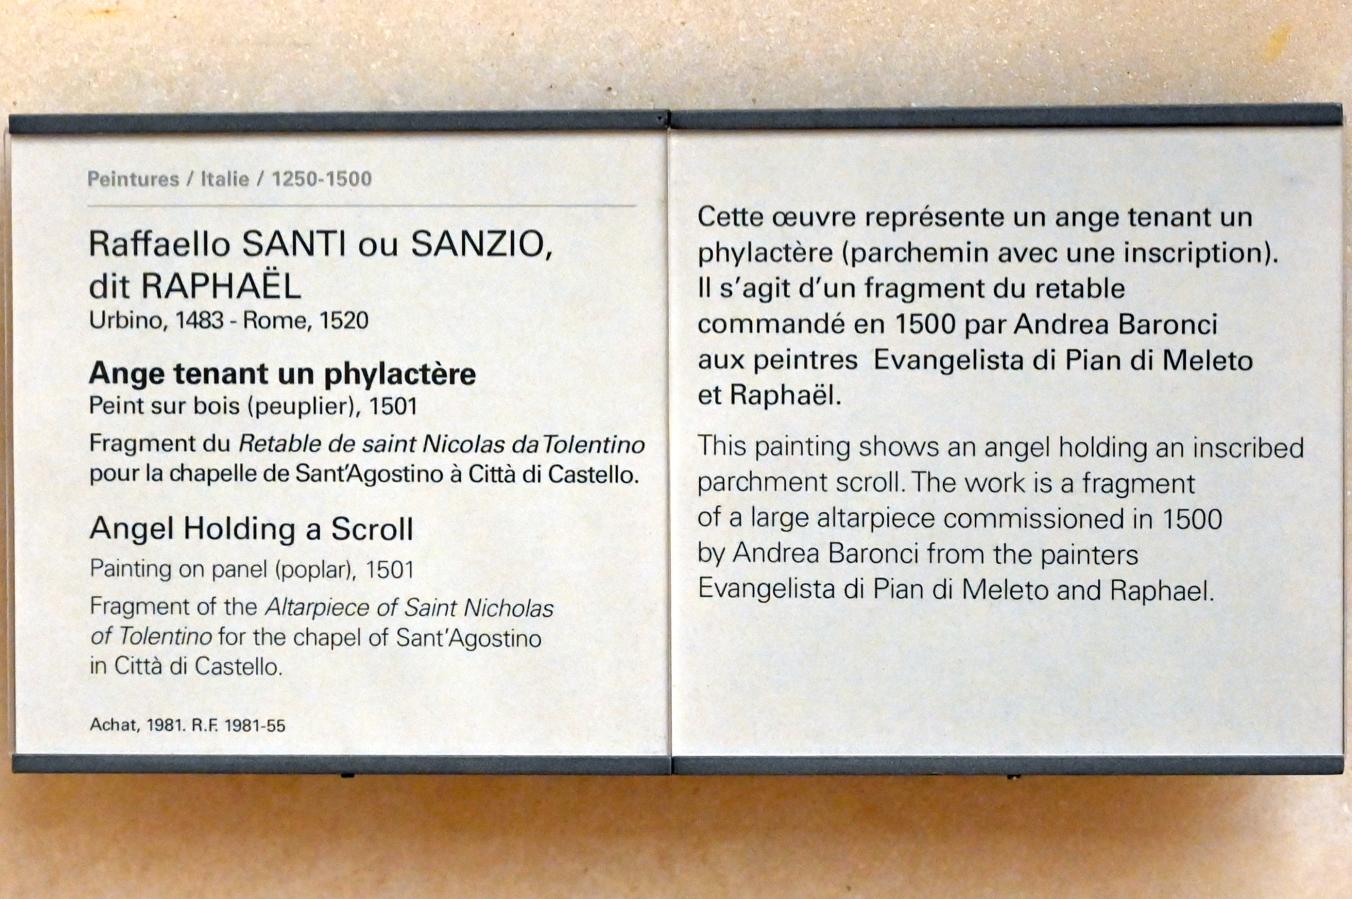 Peintures / Italie / 1250-1500
Raffaello SANTI ou SANZIO,
dit RAPHAËL
Urbino, 1483 - Rome, 1520
Ange tenant un phylactère
Peint sur bois (peuplier), 1501
Fragment du Retable de saint Nicolas da Tolentino
pour la chapelle de Sant'Agostino à Città di Castello.
Angel Holding a Scroll
Painting on panel (poplar), 1501
Fragment of the Altarpiece of Saint Nicholas
of Tolentino for the chapel of Sant'Agostino
in Città di Castello.
Achat, 1981. R.F. 1981-55
Cette œuvre représente un ange tenant un
phylactère (parchemin avec une inscription).
Il s'agit d'un fragment du retable
commandé en 1500 par Andrea Baronci
aux peintres Evangelista di Pian di Meleto
et Raphaël.
This painting shows an angel holding an inscribed
parchment scroll. The work is a fragment
of a large altarpiece commissioned in 1500
by Andrea Baronci from the painters
Evangelista di Pian di Meleto and Raphael.